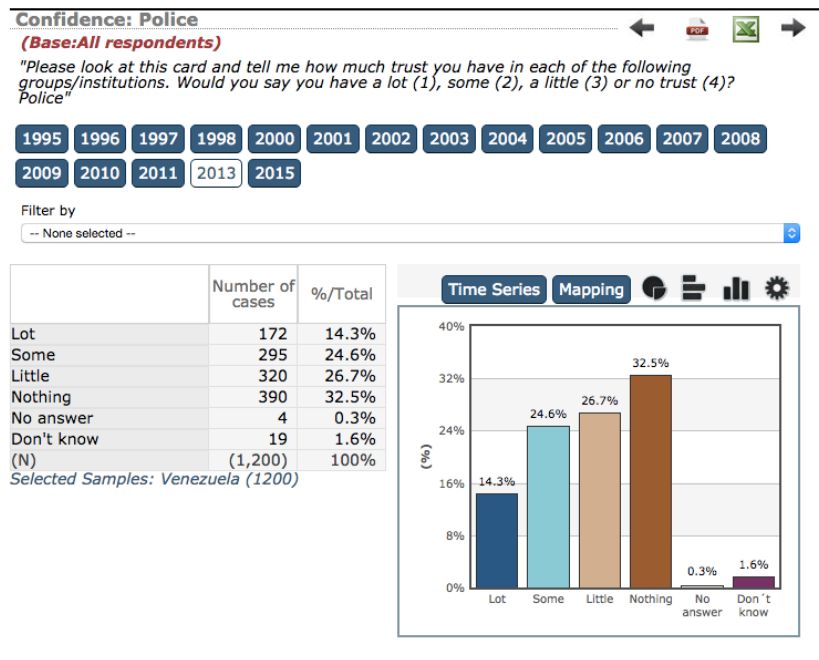 Confidence: Police
(Base:All respondents)
"Please look at this card and tell me how much trust you have in each of the following
groups/institutions. Would you say you have a lot (1), some (2), a little (3) or no trust (4)?
Police"
1995 1996 1997 1998 2000 2001 2002 2003 2004 2005 2006 2007 2008
2009 2010 2011 2013 2015
Filter by
-- None selected --
Number of cases %/Total
Lot 172 14.3%
Some 295 24.6%
Little 320 26.7%
Nothing 390 32.5%
No answer 4 0.3%
Don't know 19 1.6%
(N) (1,200) 100%
Selected Samples: Venezuela (1200)
PDF
Time Series Mapping
40%
32%
24%
16%
8%
0%
(%)
14.3%
24.6%
26.7%
32.5%
0.3%
1.6%
Lot Some Little Nothing No answer Don´t know